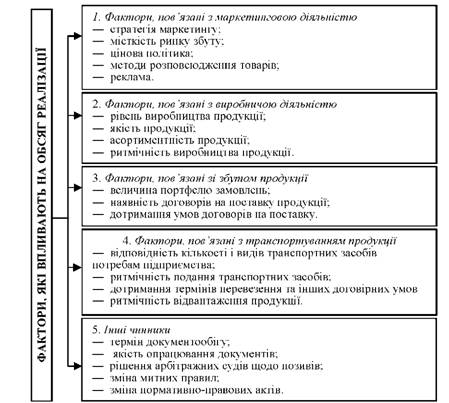 ФАКТОРИ, ЯКІ ВПЛИВАЮТЬ НА ОБСЯГ РЕАЛІЗАЦІЇ
1. Фактори, пов’язані з маркетинговою діяльністю
— стратегія маркетингу;
— місткість ринку збуту;
— цінова політика;
— методи розповсюдження товарів;
— реклама.
2. Фактори, пов’язані з виробничою діяльністю
— рівень виробництва продукції;
— якість продукції;
— асортиментність продукції;
— ритмічність виробництва продукції.
3. Фактори, пов’язані зі збутом продукції
— величина портфелю замовлень;
— наявність договорів на поставку продукції;
— дотримання умов договорів на поставку.
4. Фактори, пов’язані з транспортуванням продукції
— відповідність кількості і видів транспортних засобів
потребам підприємства;
— ритмічність подання транспортних засобів;
— дотримання термінів перевезення та інших договірних умов
— ритмічність відвантаження продукції.
5. Інші чинники
— термін документообігу;
— якість опрацювання документів;
— рішення арбітражних судів щодо позивів;
— зміна митних правил;
— зміна нормативно-правових актів.